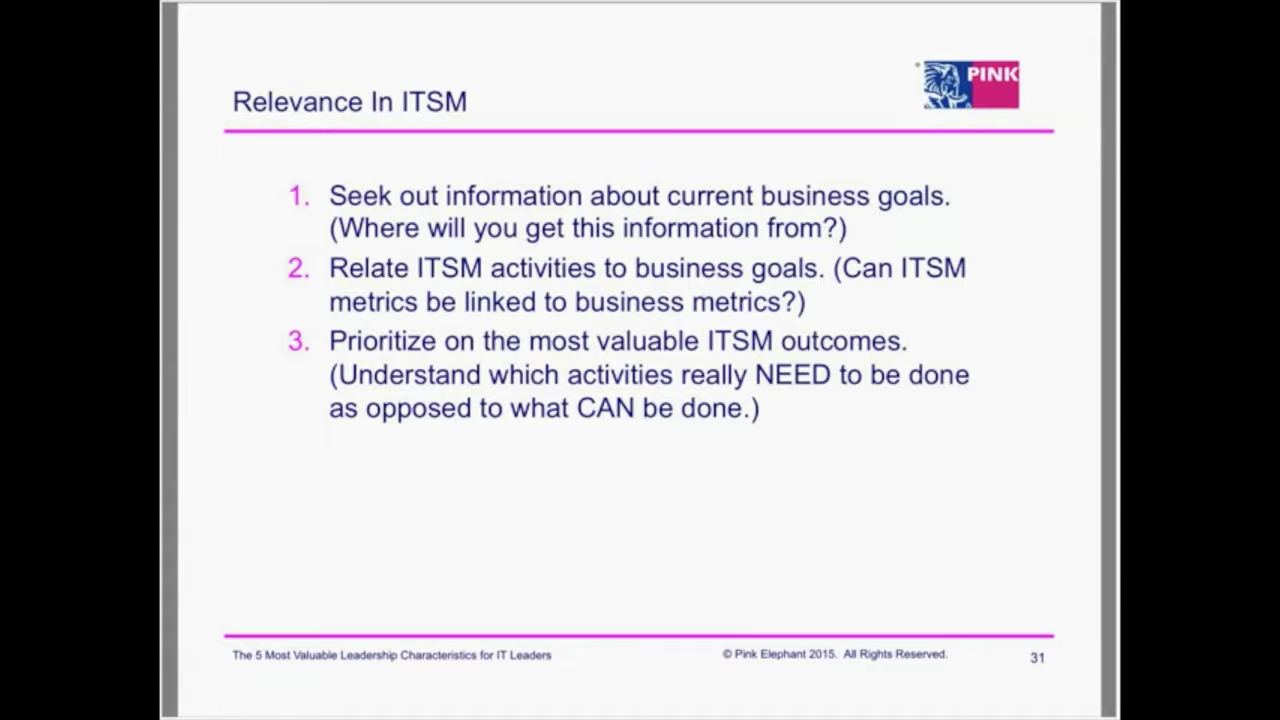 PINK
Relevance In ITSM
1. Seek out information about current business goals.
(Where will you get this information from?)
2. Relate ITSM activities to business goals. (Can ITSM
metrics be linked to business metrics?)
3. Prioritize on the most valuable ITSM outcomes.
(Understand which activities really NEED to be done
as opposed to what CAN be done.)
The 5 Most Valuable Leadership Characteristics for IT Leaders
© Pink Elephant 2015. All Rights Reserved.
31